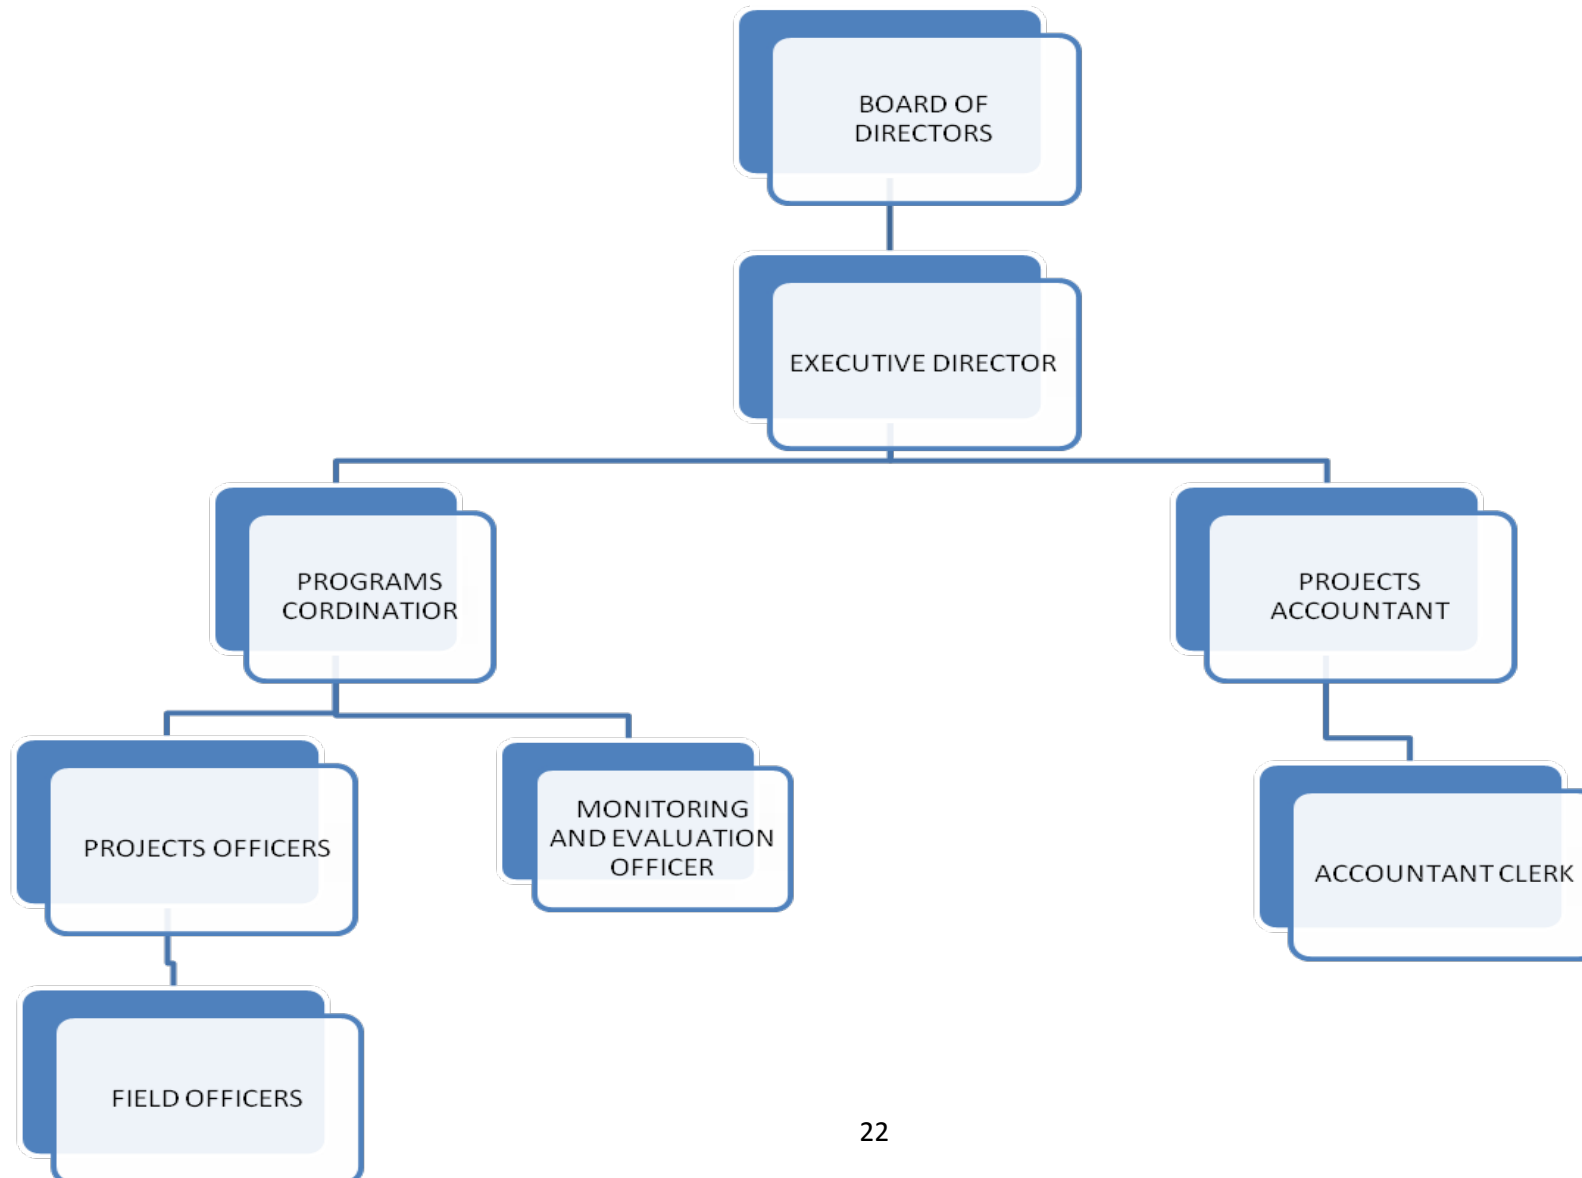 BOARD OF
DIRECTORS
EXECUTIVE DIRECTOR
PROGRAMS
CORDINATIOR
PROJECTS
ACCOUNTANT
PROJECTS OFFICERS
MONITORING
AND EVALUATION
OFFICER
ACCOUNTANT CLERK
FIELD OFFICERS
22